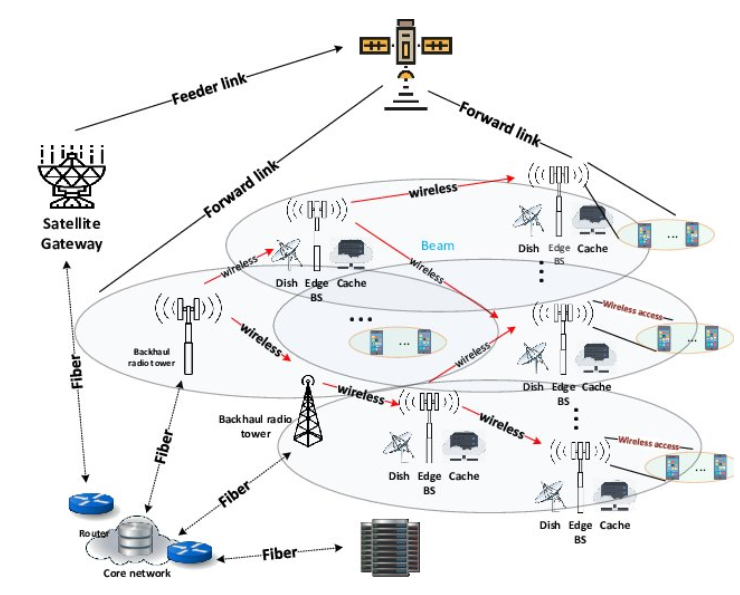 Feeder link
Forward link
Forward link
Satellite
Gateway
wireless
Dish
Edge
BS
Cache
Beam
wireless
wireless
Dish Edge
BS
Cache
Wireless access
...
...
Backhaul
radio tower
wireless
wireless
Dish Edge
BS
Cache
Fiber
Backhaul radio
tower
wireless
wireless
Wireless access
Fiber
Dish Edge
BS
Cache
Fiber
Dish Edge
BS
Cache
Router
Core network
Fiber